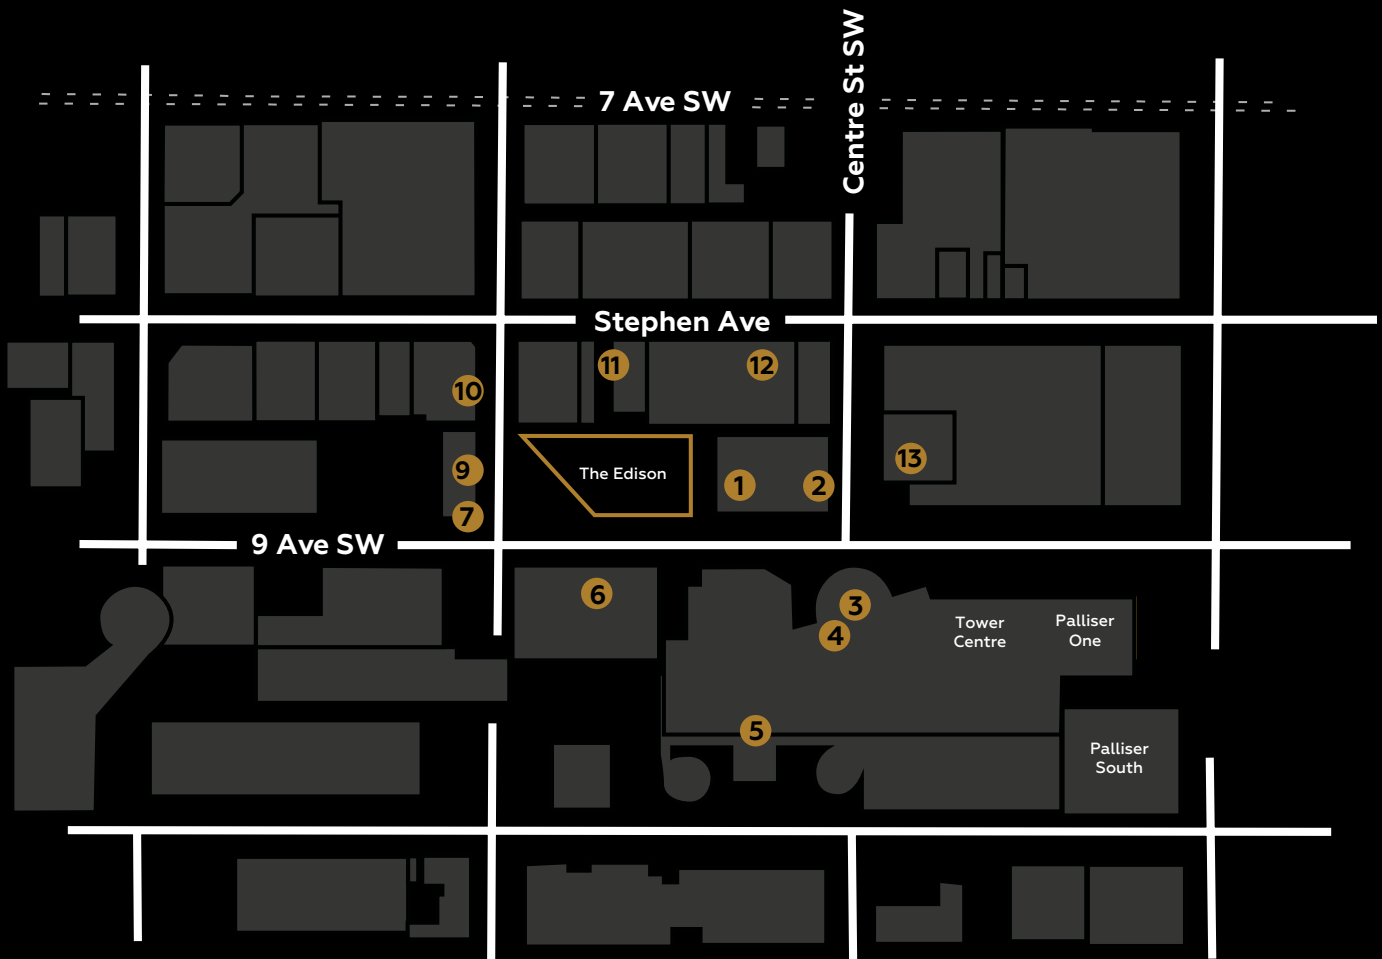 Centre St SW
7 Ave SW
Stephen Ave
11
12
10
13
9
The Edison
1
2
7
9 Ave SW
6
3
4
Tower
Centre
Palliser
One
5
Palliser
South